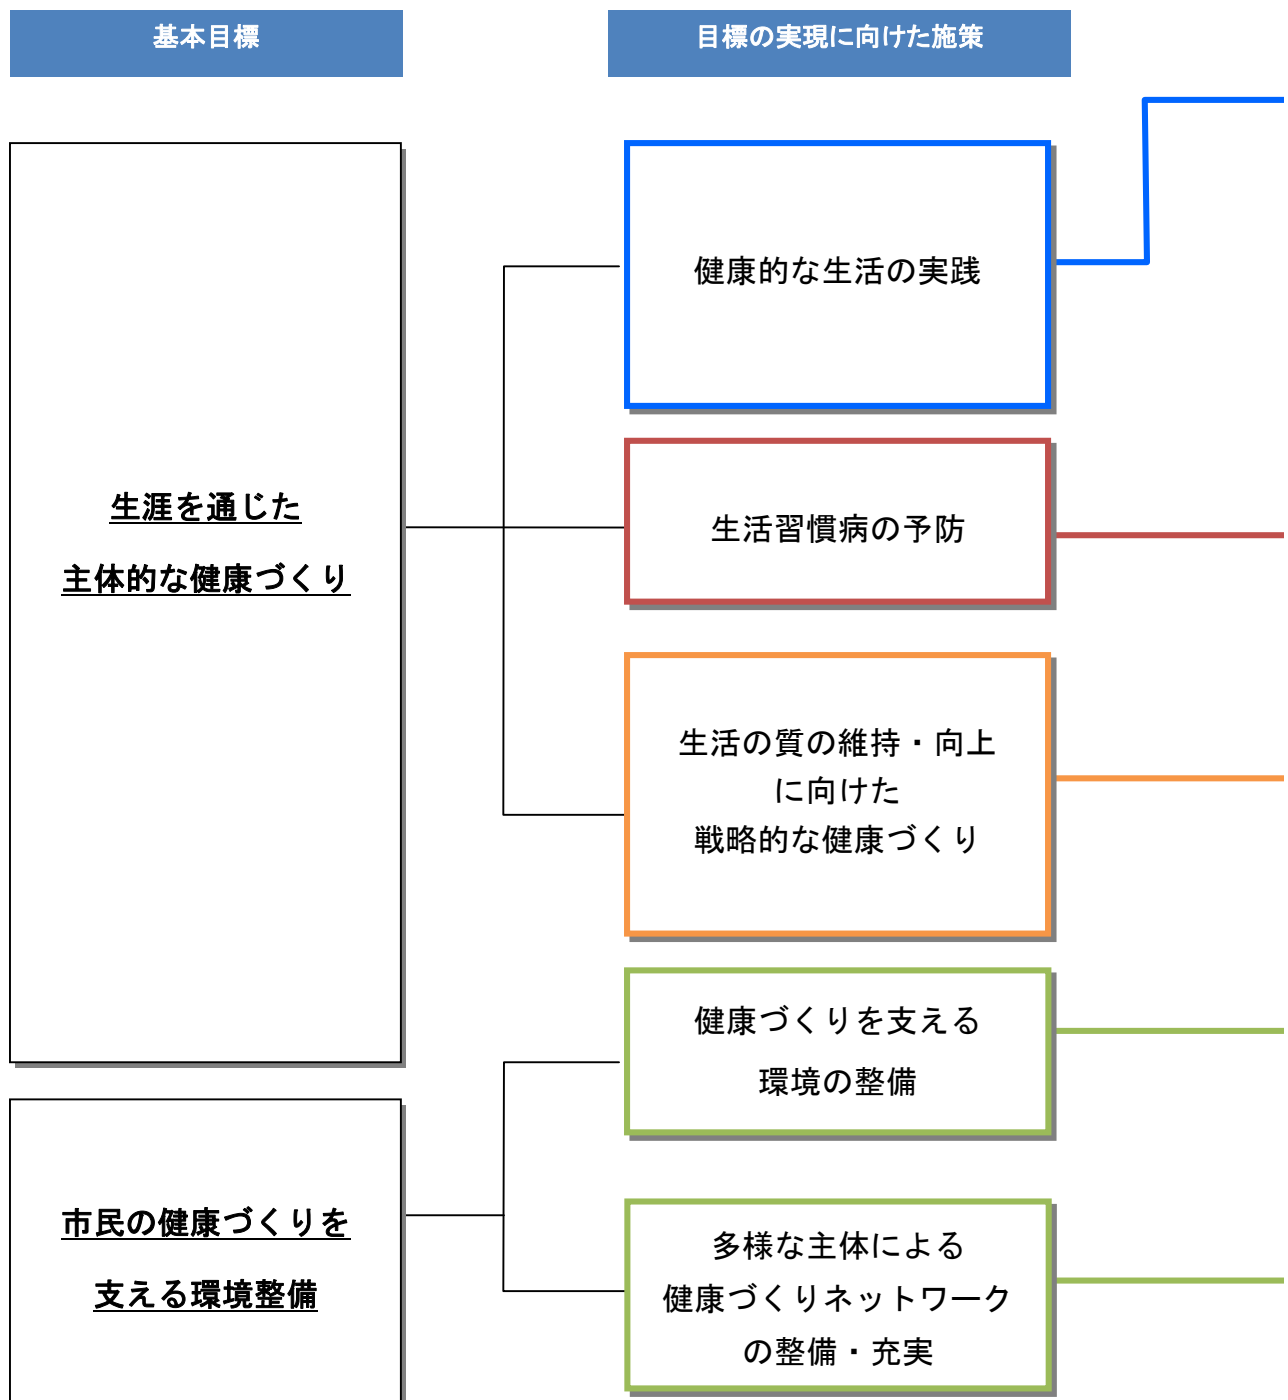 基本目標
目標の実現に向けた施策
生涯を通じた
主体的な健康づくり
健康的な生活の実践
生活習慣病の予防
生活の質の維持・向上
に向けた
戦略的な健康づくり
市民の健康づくりを
支える環境整備
健康づくりを支える
環境の整備
多様な主体による
健康づくりネットワーク
の整備・充実